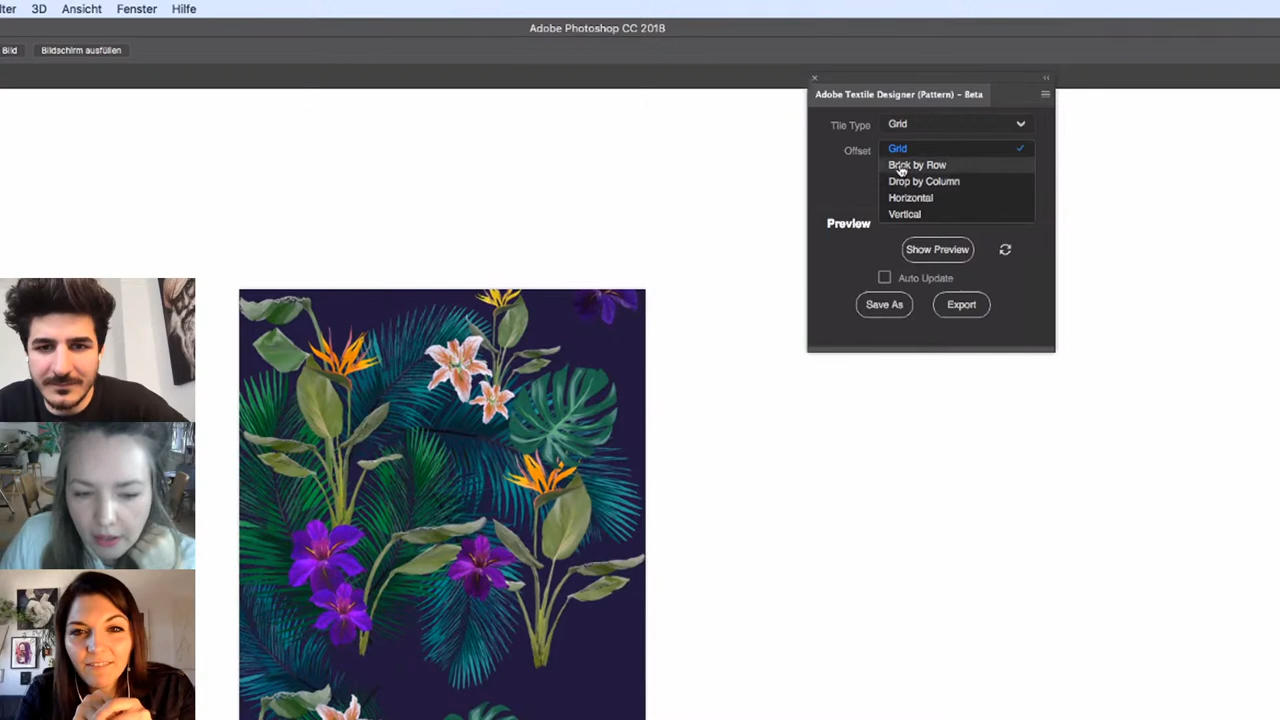 lter 3D Ansicht Fenster Hilfe
Adobe Photoshop CC 2018
Bild Bildschirm ausfüllen
Adobe Textile Designer (Pattern) – Beta
Tile Type Grid
Offset Grid
Brick by Row
Drop by Column
Horizontal
Vertical
Preview
Show Preview
Auto Update
Save As Export